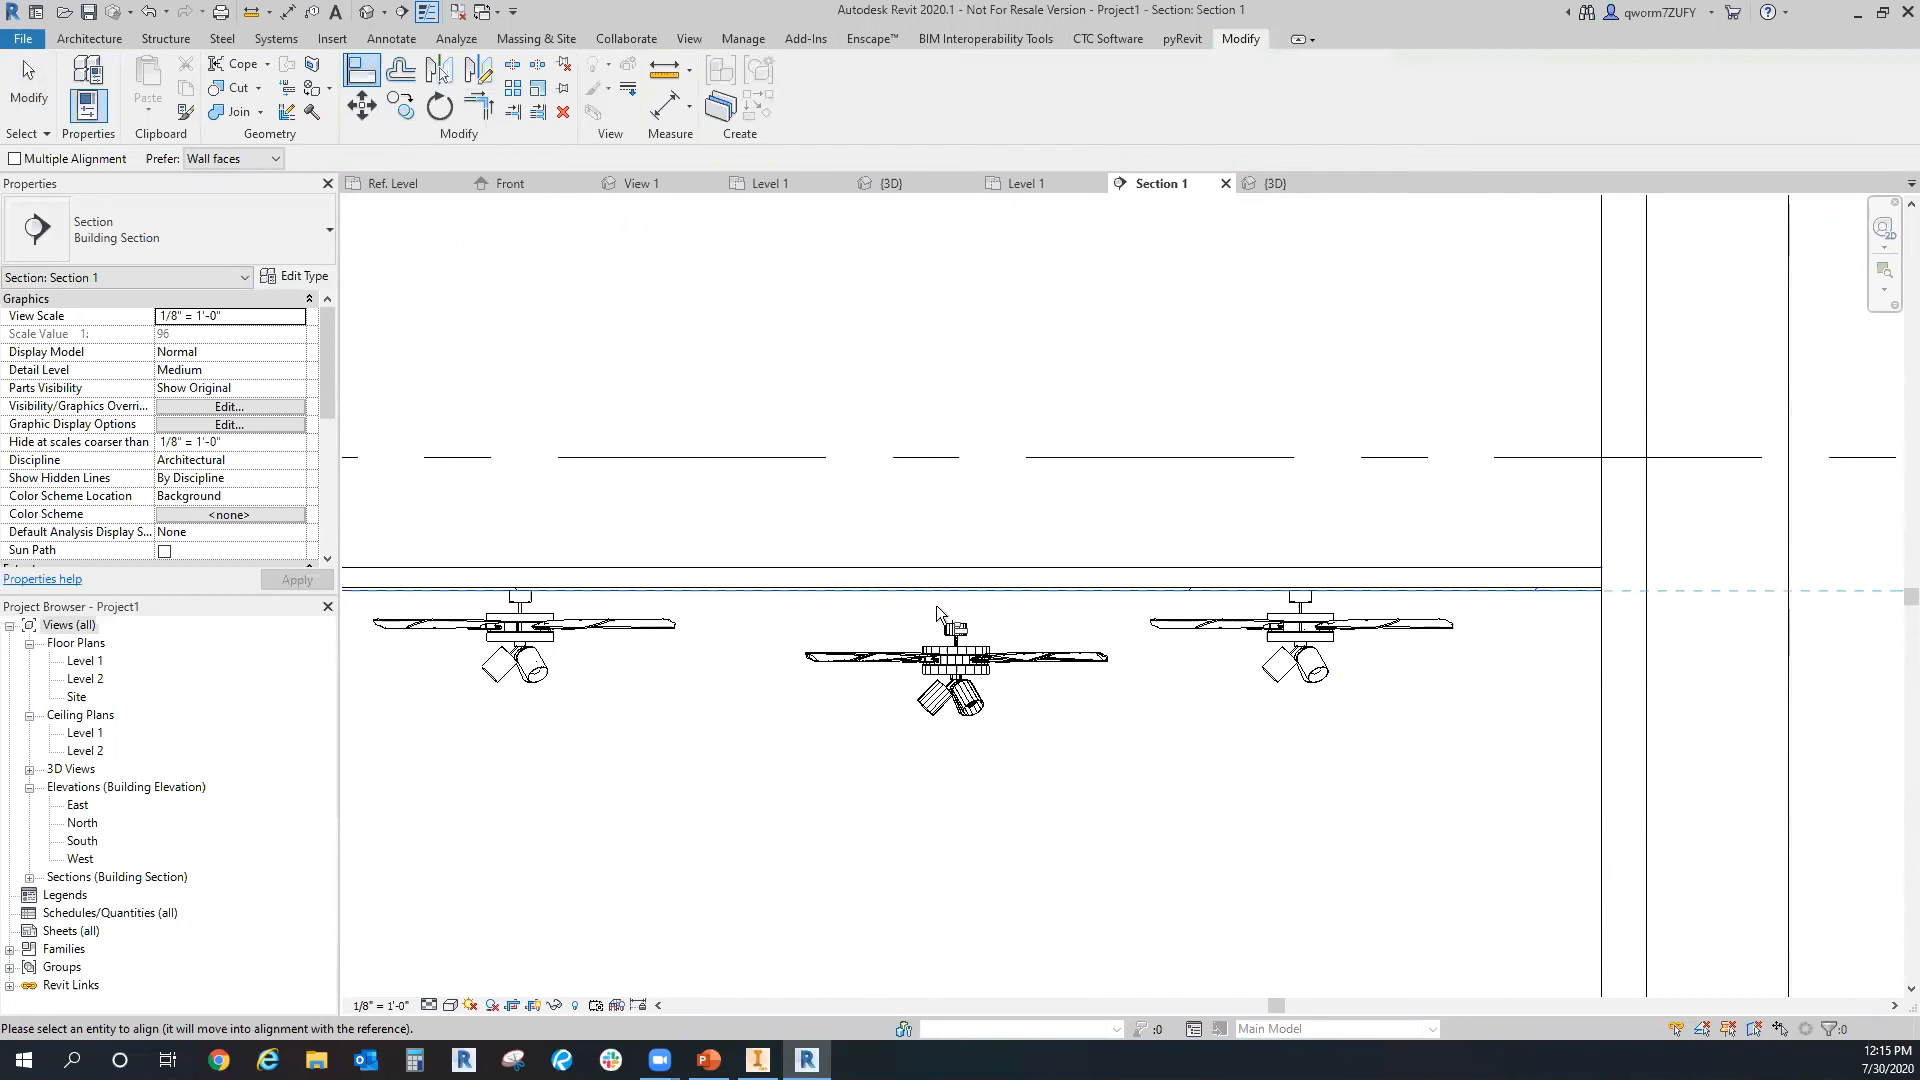 Autodesk Revit 2020.1 - Not For Resale Version - Project1 - Section: Section 1
qworm7ZUFY
File Architecture Structure Steel Systems Insert Annotate Analyze Massing & Site Collaborate View Manage Add-Ins Enscape™ BIM Interoperability Tools CTC Software pyRevit Modify
Modify
Paste
Cope
Cut
Join
Select Properties Clipboard Geometry Modify View Measure Create
Multiple Alignment Prefer: Wall faces
Properties
Ref. Level Front View 1 Level 1 {3D} Level 1 Section 1 {3D}
Section
Building Section
Section: Section 1 Edit Type
Graphics
View Scale 1/8" = 1'-0"
Scale Value 1: 96
Display Model Normal
Detail Level Medium
Parts Visibility Show Original
Visibility/Graphics Overri... Edit...
Graphic Display Options Edit...
Hide at scales coarser than 1/8" = 1'-0"
Discipline Architectural
Show Hidden Lines By Discipline
Color Scheme Location Background
Color Scheme <none>
Default Analysis Display S... None
Sun Path
Properties help Apply
Project Browser - Project1
Views (all)
Floor Plans
Level 1
Level 2
Site
Ceiling Plans
Level 1
Level 2
3D Views
Elevations (Building Elevation)
East
North
South
West
Sections (Building Section)
Legends
Schedules/Quantities (all)
Sheets (all)
Families
Groups
Revit Links
1/8" = 1'-0"
Please select an entity to align (it will move into alignment with the reference).
:0
Main Model
:0
12:15 PM
7/30/2020